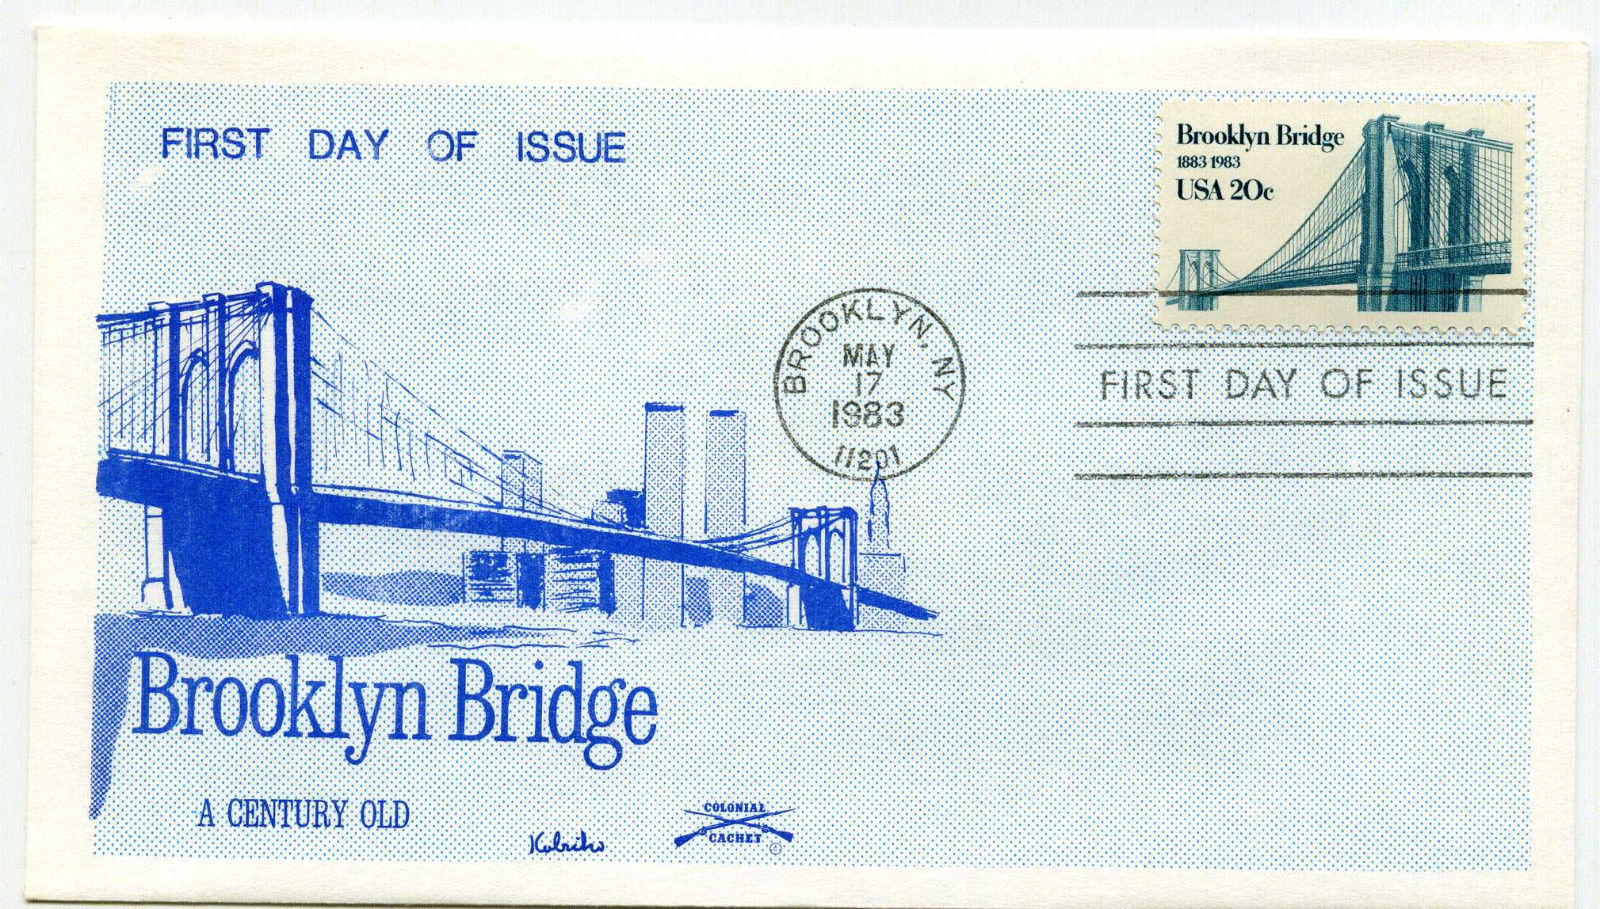 FIRST DAY OF ISSUE
Brooklyn Bridge
1883 1983
USA 20c
BROOKLYN, NY
MAY
17
1983
11201
FIRST DAY OF ISSUE
Brooklyn Bridge
A CENTURY OLD
COLONIAL
CACHET ©